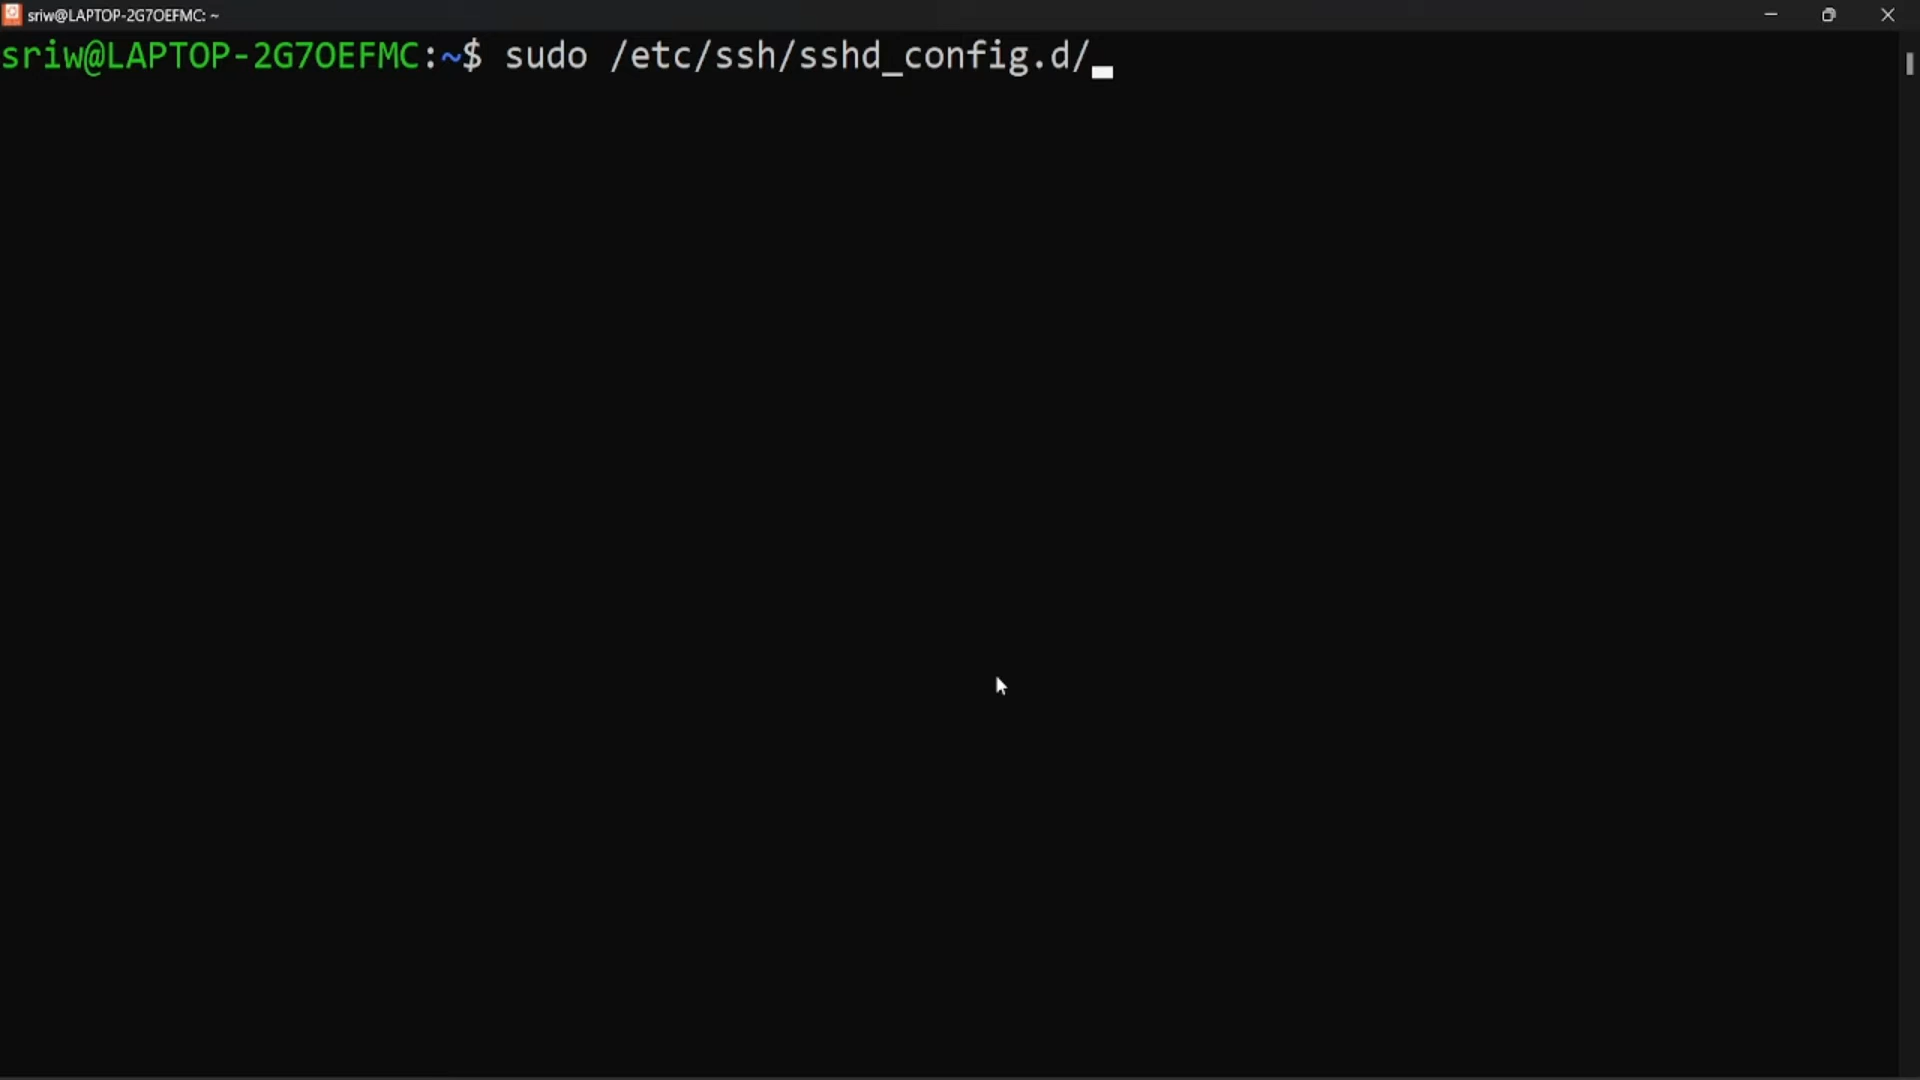 sriw@LAPTOP-2G7OEFMC: ~
sriw@LAPTOP-2G7OEFMC:~$ sudo /etc/ssh/sshd_config.d/